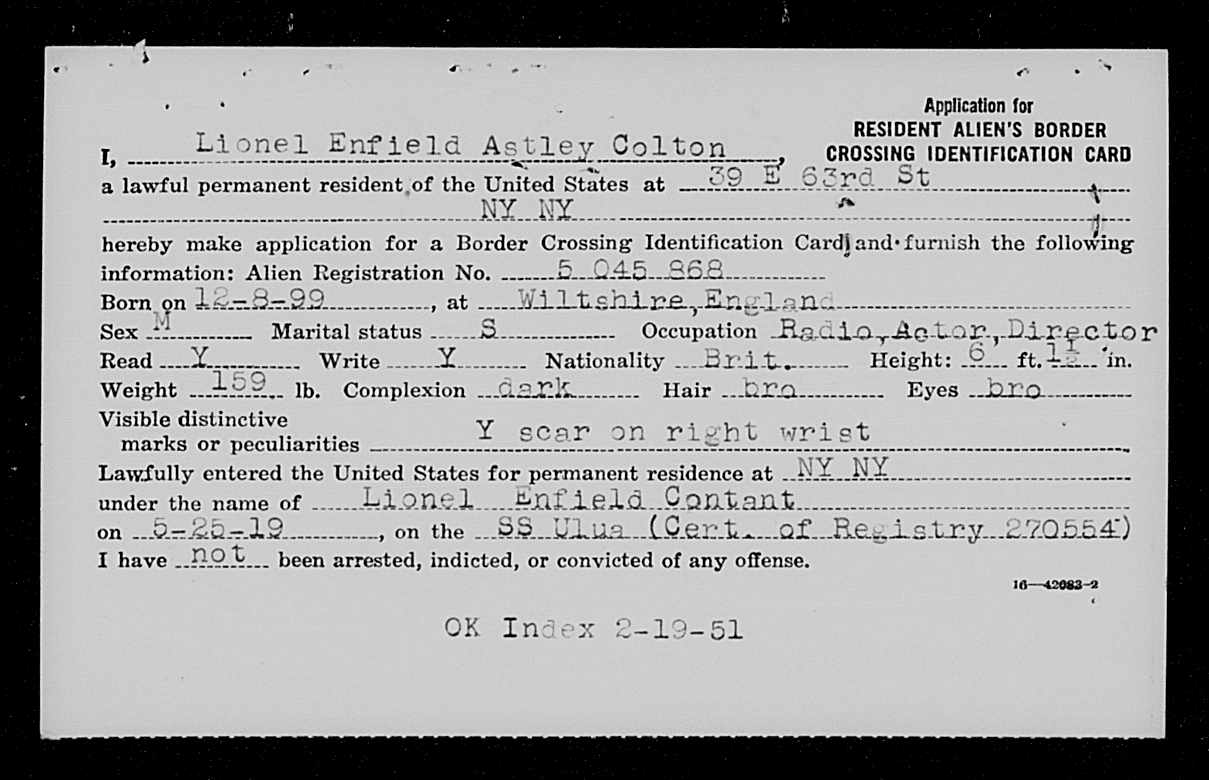 Application for
RESIDENT ALIEN'S BORDER
CROSSING IDENTIFICATION CARD
I, Lionel Enfield Astley Colton,
a lawful permanent resident of the United States at 39 E 63rd St
NY NY
hereby make application for a Border Crossing Identification Card and furnish the following
information: Alien Registration No. 5 045 868
Born on 12-8-99, at Wiltshire, England
Sex M Marital status S Occupation Radio, Actor, Director
Read Y Write Y Nationality Brit. Height: 6 ft. 1½ in.
Weight 159 lb. Complexion dark Hair bro Eyes bro
Visible distinctive
marks or peculiarities Y scar on right wrist
Lawfully entered the United States for permanent residence at NY NY
under the name of Lionel Enfield Contant
on 5-25-19, on the SS Ulua (Cert. of Registry 270554)
I have not been arrested, indicted, or convicted of any offense.
16—42083-2
OK Index 2-19-51